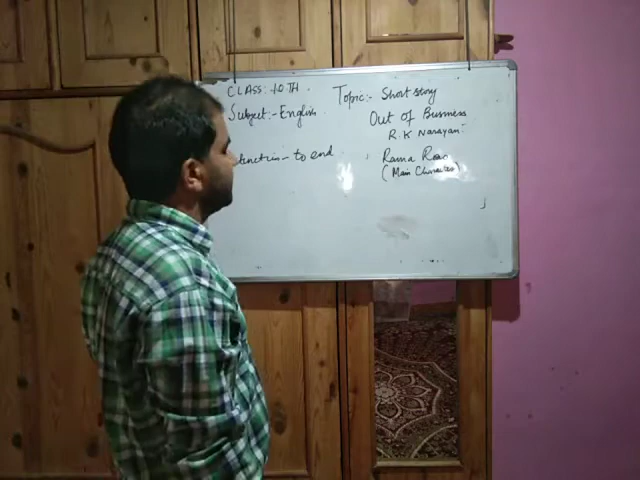 CLASS:- 10TH.
Topic:- Short story
Subject:- English
Out of Business
R.K Narayan
to end
Rama Rao
(Main Character)